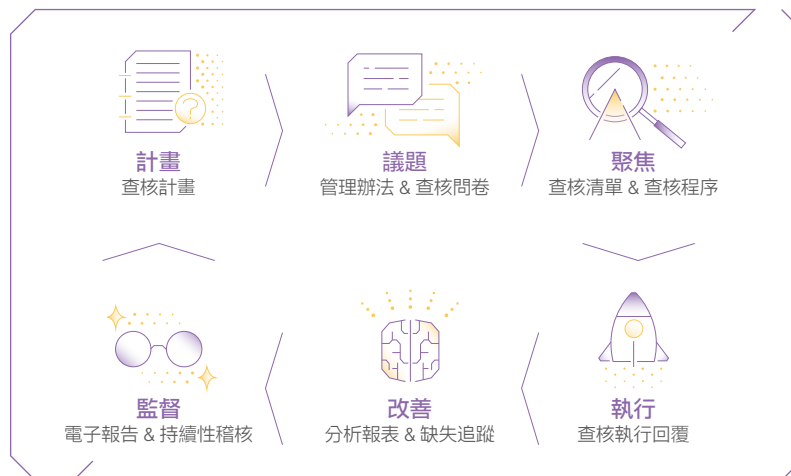 計畫
查核計畫
議題
管理辦法 & 查核問卷
聚焦
查核清單 & 查核程序
監督
電子報告 & 持續性稽核
改善
分析報表 & 缺失追蹤
執行
查核執行回覆